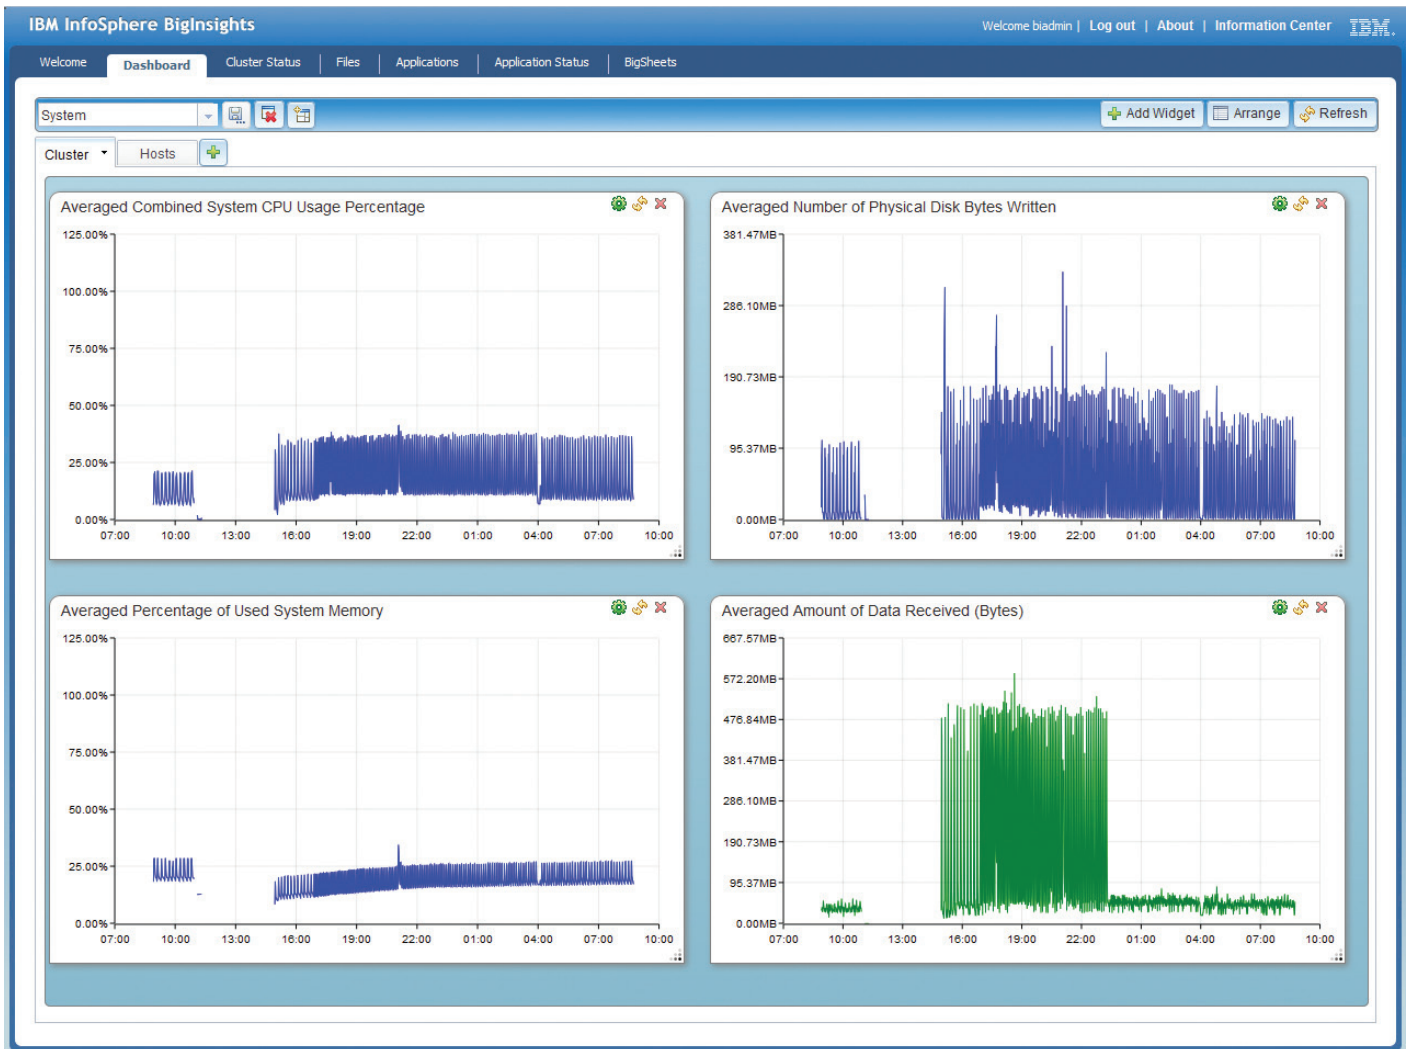 IBM InfoSphere BigInsights
Welcome biadmin | Log out | About | Information Center IBM.
Welcome Dashboard Cluster Status Files Applications Application Status BigSheets
System Add Widget Arrange Refresh
Cluster Hosts
Averaged Combined System CPU Usage Percentage
125.00%
100.00%
75.00%
50.00%
25.00%
0.00%
07:00 10:00 13:00 16:00 19:00 22:00 01:00 04:00 07:00 10:00
Averaged Number of Physical Disk Bytes Written
381.47MB
286.10MB
190.73MB
95.37MB
0.00MB
07:00 10:00 13:00 16:00 19:00 22:00 01:00 04:00 07:00 10:00
Averaged Percentage of Used System Memory
125.00%
100.00%
75.00%
50.00%
25.00%
0.00%
07:00 10:00 13:00 16:00 19:00 22:00 01:00 04:00 07:00 10:00
Averaged Amount of Data Received (Bytes)
667.57MB
572.20MB
476.84MB
381.47MB
286.10MB
190.73MB
95.37MB
0.00MB
07:00 10:00 13:00 16:00 19:00 22:00 01:00 04:00 07:00 10:00